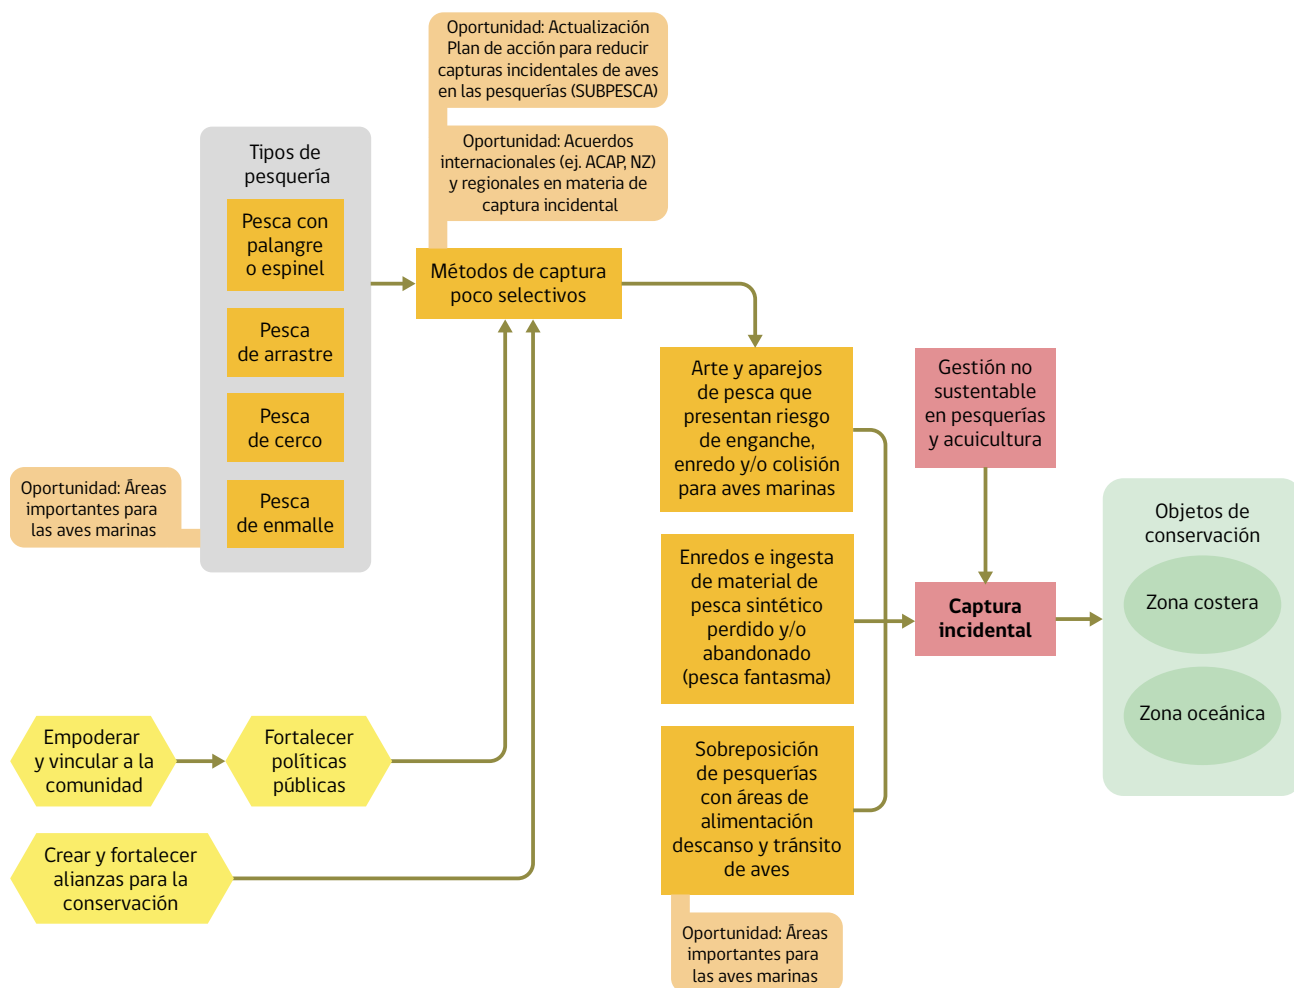 Oportunidad: Actualización
Plan de acción para reducir
capturas incidentales de aves
en las pesquerías (SUBPESCA)
Oportunidad: Acuerdos
internacionales (ej. ACAP, NZ)
y regionales en materia de
captura incidental
Tipos de
pesquería
Pesca con
palangre
o espinel
Pesca
de arrastre
Pesca
de cerco
Pesca
de enmalle
Oportunidad: Áreas
importantes para
las aves marinas
Métodos de captura
poco selectivos
Arte y aparejos
de pesca que
presentan riesgo
de enganche,
enredo y/o colisión
para aves marinas
Enredos e ingesta
de material de
pesca sintético
perdido y/o
abandonado
(pesca fantasma)
Sobreposición
de pesquerías
con áreas de
alimentación
descanso y tránsito
de aves
Oportunidad: Áreas
importantes para
las aves marinas
Gestión no
sustentable
en pesquerías
y acuicultura
Captura
incidental
Objetos de
conservación
Zona costera
Zona oceánica
Empoderar
y vincular a la
comunidad
Fortalecer
políticas
públicas
Crear y fortalecer
alianzas para la
conservación